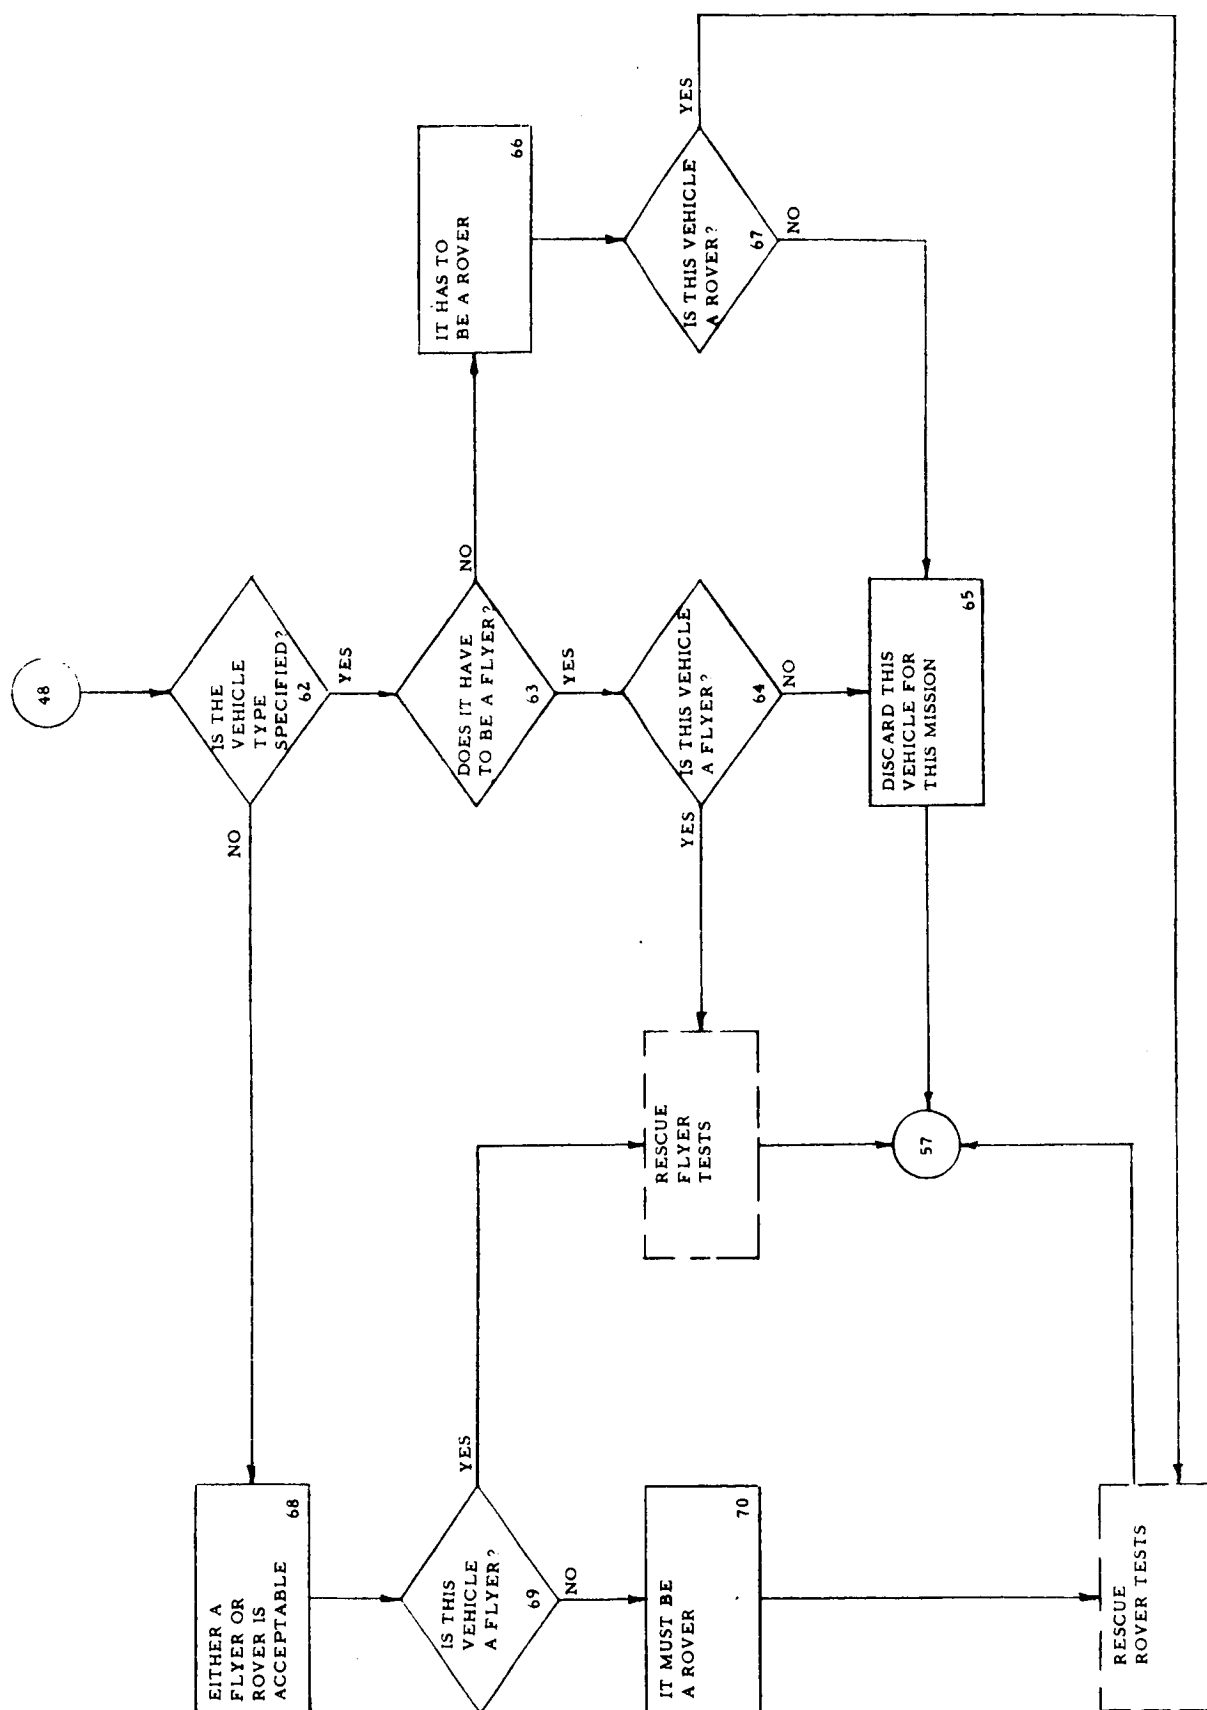 48
IS THE
VEHICLE
TYPE
SPECIFIED?
62
NO
YES
EITHER A
FLYER OR
ROVER IS
ACCEPTABLE
68
DOES IT HAVE
TO BE A FLYER?
63
NO
YES
IT HAS TO
BE A ROVER
66
IS THIS
VEHICLE
A FLYER?
69
YES
NO
IS THIS VEHICLE
A FLYER?
64
YES
NO
IS THIS VEHICLE
A ROVER?
67
YES
NO
IT MUST BE
A ROVER
70
RESCUE
FLYER
TESTS
DISCARD THIS
VEHICLE FOR
THIS MISSION
65
57
RESCUE
ROVER TESTS